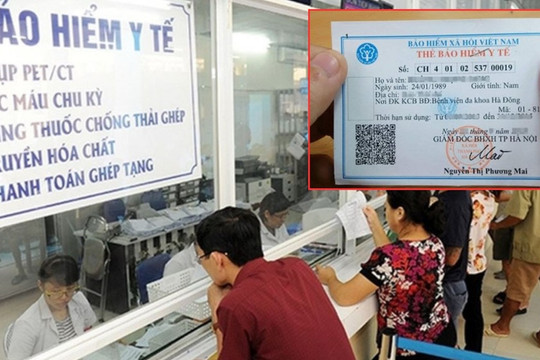 ẢO HIỂM Y TẾ
ỤP PET/CT
C MÁU CHU KỲ
NG THUỐC CHỐNG THẢI GHÉP
RUYỀN HÓA CHẤT
HANH TOÁN GHÉP TẠNG
BẢO HIỂM XÃ HỘI VIỆT NAM
THẺ BẢO HIỂM Y TẾ
Số: CH 4 01 02 537 00019
Họ và tên:
Ngày sinh: 24/01/1989 Giới tính: Nam
Địa chỉ:
Nơi ĐK KCB BĐ: Bệnh viện đa khoa Hà Đông
Mã: 01 - 81
Thời hạn sử dụng: Từ đến
Ngày tháng 8 năm
GIÁM ĐỐC BHXH TP HÀ NỘI
Nguyễn Thị Phương Mai